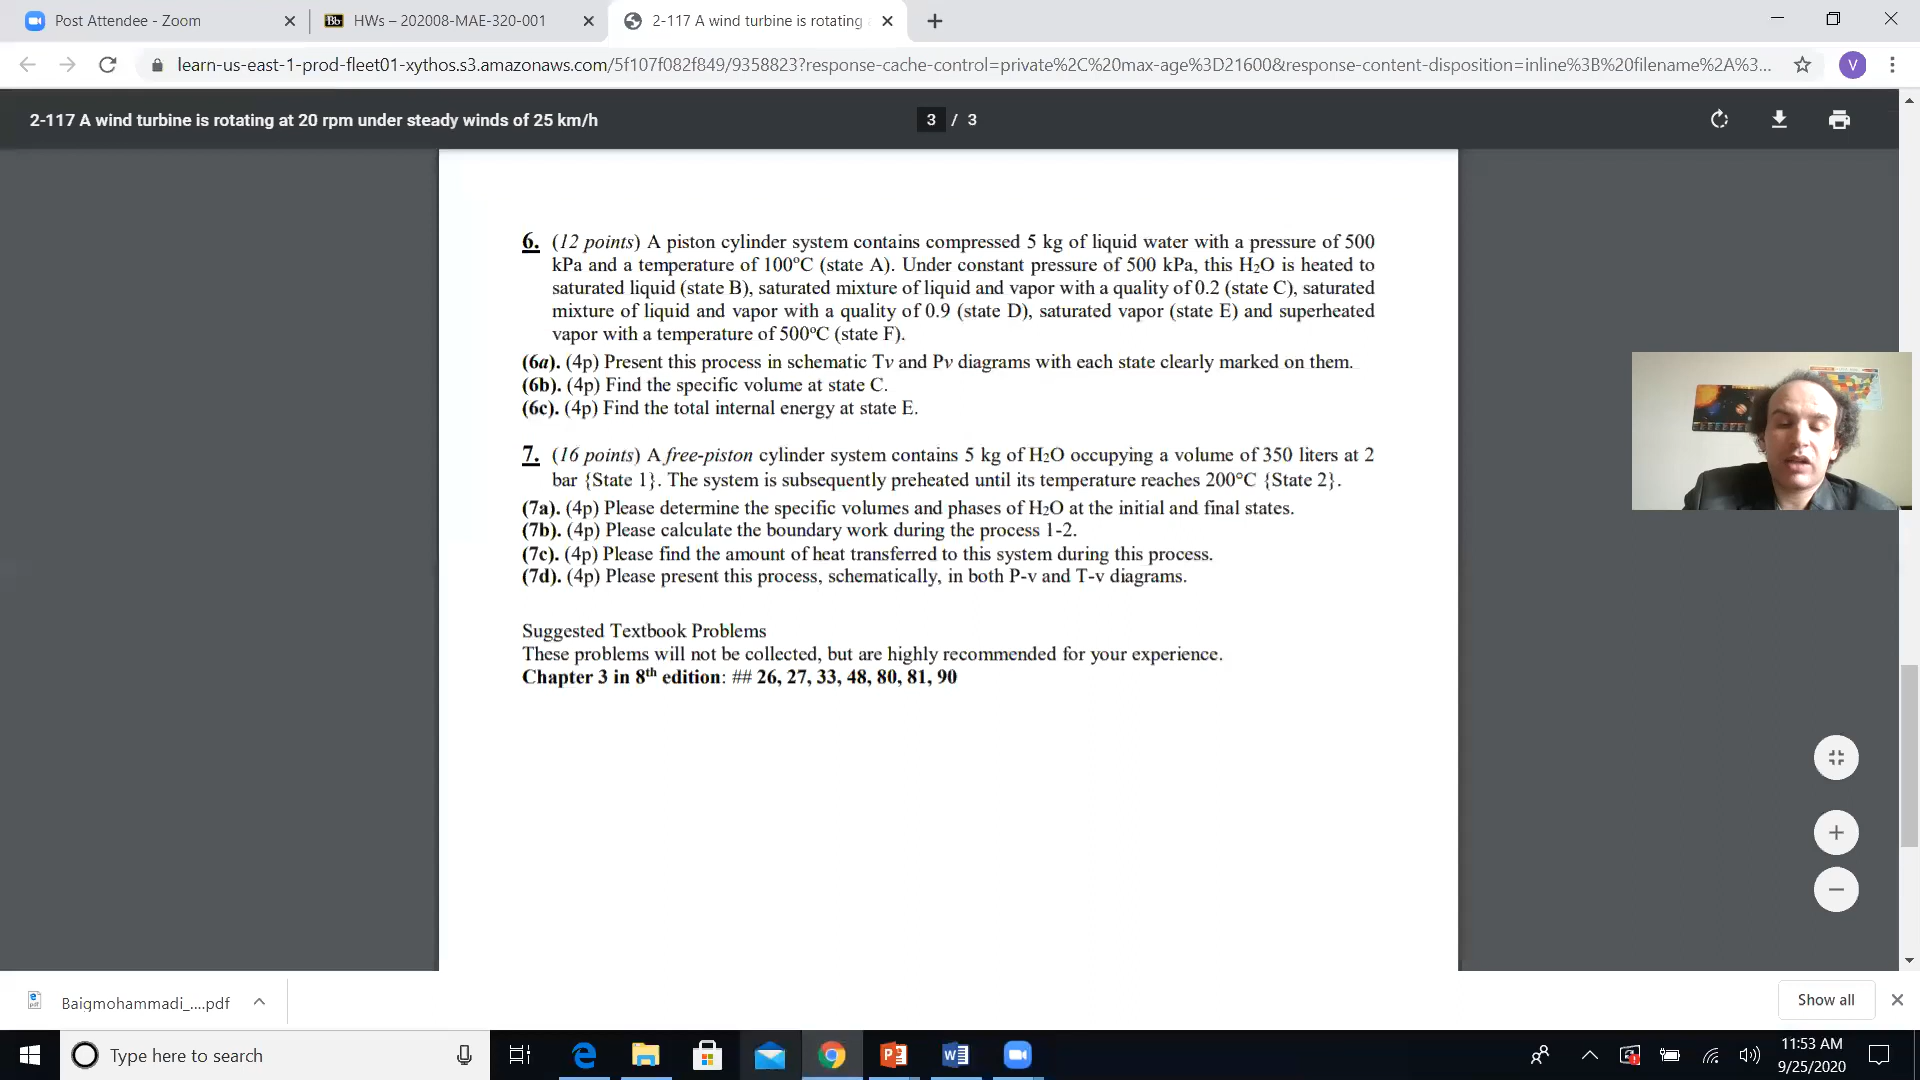 Post Attendee - Zoom
HWs – 202008-MAE-320-001
2-117 A wind turbine is rotating
learn-us-east-1-prod-fleet01-xythos.s3.amazonaws.com/5f107f082f849/9358823?response-cache-control=private%2C%20max-age%3D21600&response-content-disposition=inline%3B%20filename%2A%3...
V
2-117 A wind turbine is rotating at 20 rpm under steady winds of 25 km/h
3 / 3
6. (12 points) A piston cylinder system contains compressed 5 kg of liquid water with a pressure of 500
kPa and a temperature of 100°C (state A). Under constant pressure of 500 kPa, this H2O is heated to
saturated liquid (state B), saturated mixture of liquid and vapor with a quality of 0.2 (state C), saturated
mixture of liquid and vapor with a quality of 0.9 (state D), saturated vapor (state E) and superheated
vapor with a temperature of 500°C (state F).
(6a). (4p) Present this process in schematic Tv and Pv diagrams with each state clearly marked on them.
(6b). (4p) Find the specific volume at state C.
(6c). (4p) Find the total internal energy at state E.
7. (16 points) A free-piston cylinder system contains 5 kg of H2O occupying a volume of 350 liters at 2
bar {State 1}. The system is subsequently preheated until its temperature reaches 200°C {State 2}.
(7a). (4p) Please determine the specific volumes and phases of H2O at the initial and final states.
(7b). (4p) Please calculate the boundary work during the process 1-2.
(7c). (4p) Please find the amount of heat transferred to this system during this process.
(7d). (4p) Please present this process, schematically, in both P-v and T-v diagrams.
Suggested Textbook Problems
These problems will not be collected, but are highly recommended for your experience.
Chapter 3 in 8th edition: ## 26, 27, 33, 48, 80, 81, 90
Baigmohammadi_....pdf
Show all
Type here to search
11:53 AM
9/25/2020